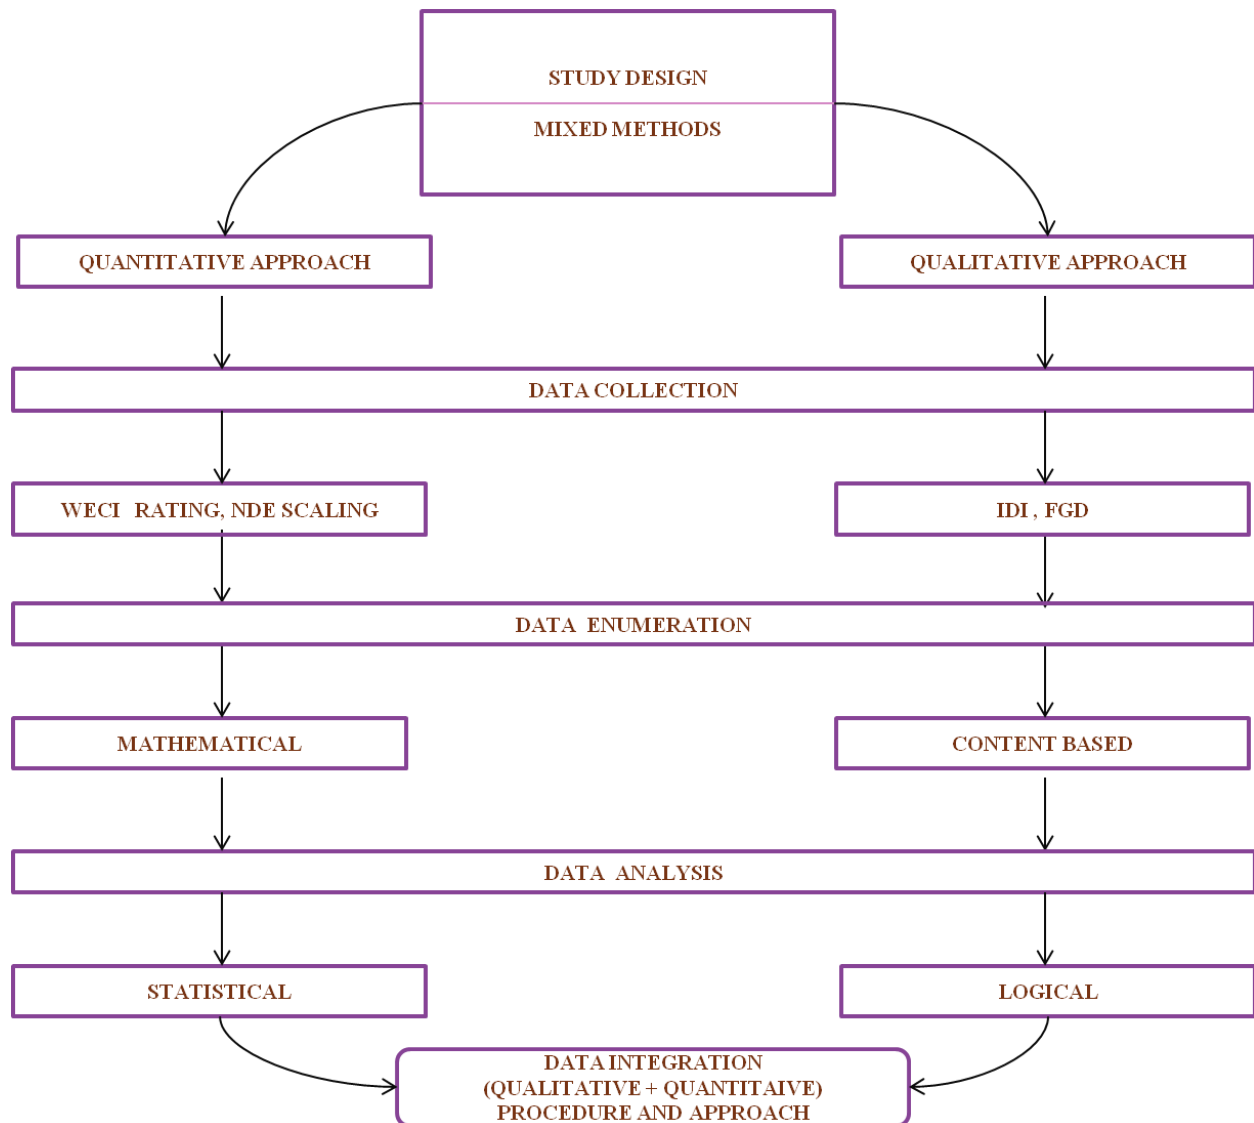 STUDY DESIGN
MIXED METHODS
QUANTITATIVE APPROACH
QUALITATIVE APPROACH
DATA COLLECTION
WECI RATING, NDE SCALING
IDI , FGD
DATA ENUMERATION
MATHEMATICAL
CONTENT BASED
DATA ANALYSIS
STATISTICAL
LOGICAL
DATA INTEGRATION
(QUALITATIVE + QUANTITAIVE)
PROCEDURE AND APPROACH